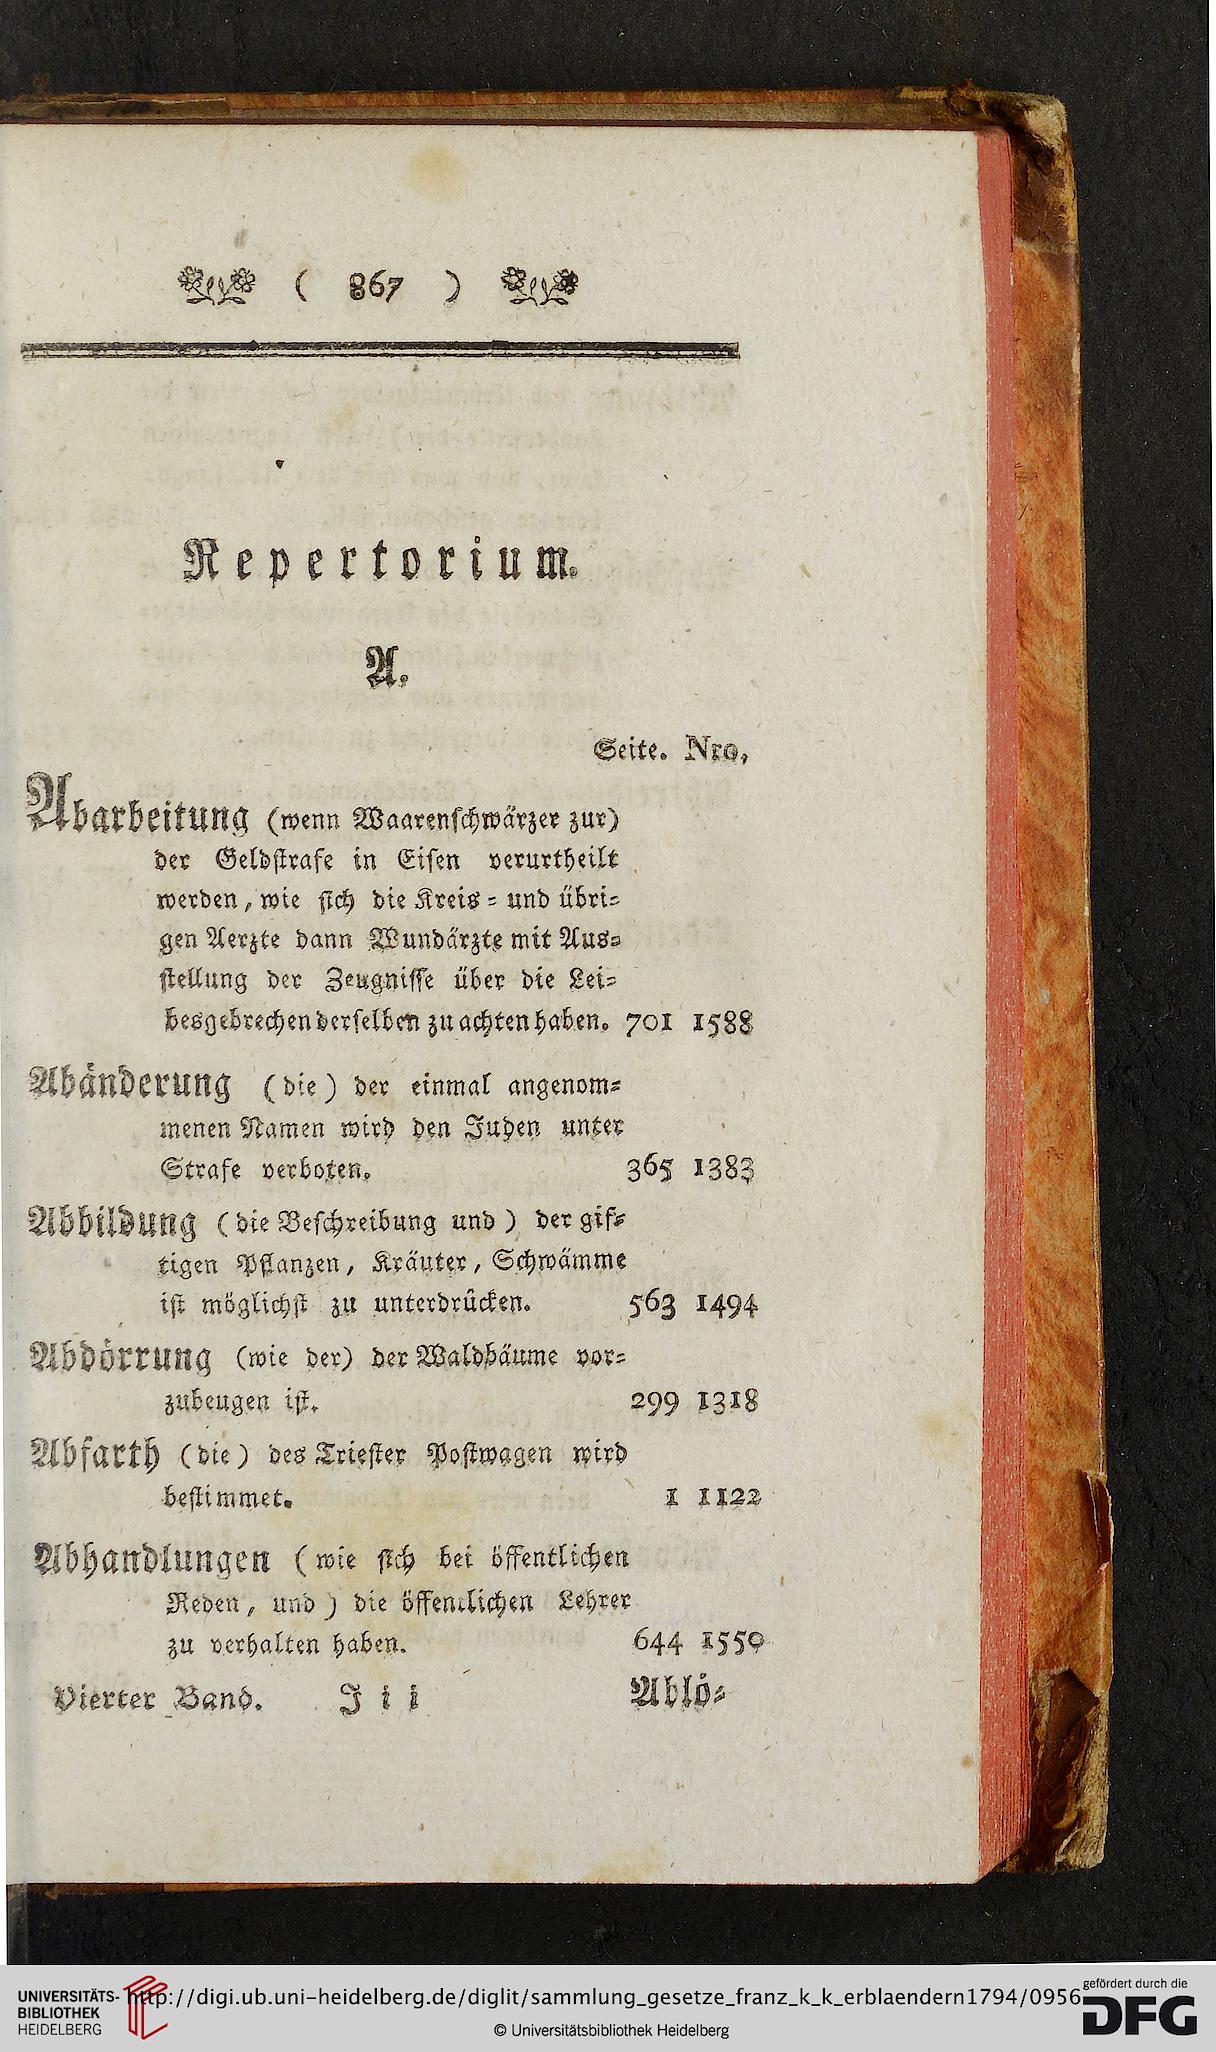 ( 867 )
Repertorium.
A.
Seite. Nro.
Abarbeitung (wenn Waarenschwärzer zur)
der Geldstrafe in Eisen verurtheilt
werden, wie sich die Kreis= und übri=
gen Aerzte dann Wundärzte mit Aus=
stellung der Zeugnisse über die Lei=
besgebrechen derselben zu achten haben. 701 1588
Abänderung (die) der einmal angenom=
menen Namen wird den Juden unter
Strafe verboten. 365 1383
Abbildung (die Beschreibung und) der gif=
tigen Pflanzen, Kräuter, Schwämme
ist möglichst zu unterdrücken. 563 1494
Abdörrung (wie der) der Waldbäume vor=
zubeugen ist. 299 1318
Abfarth (die) des Triester Postwagen wird
bestimmet. 1 1122
Abhandlungen (wie sich bei öffentlichen
Reden, und) die öffentlichen Lehrer
zu verhalten haben. 644 1550
Vierter Band. J i i Ablö=
UNIVERSITÄTS-
BIBLIOTHEK
HEIDELBERG
http://digi.ub.uni-heidelberg.de/diglit/sammlung_gesetze_franz_k_k_erblaendern1794/0956
© Universitätsbibliothek Heidelberg
gefördert durch die
DFG